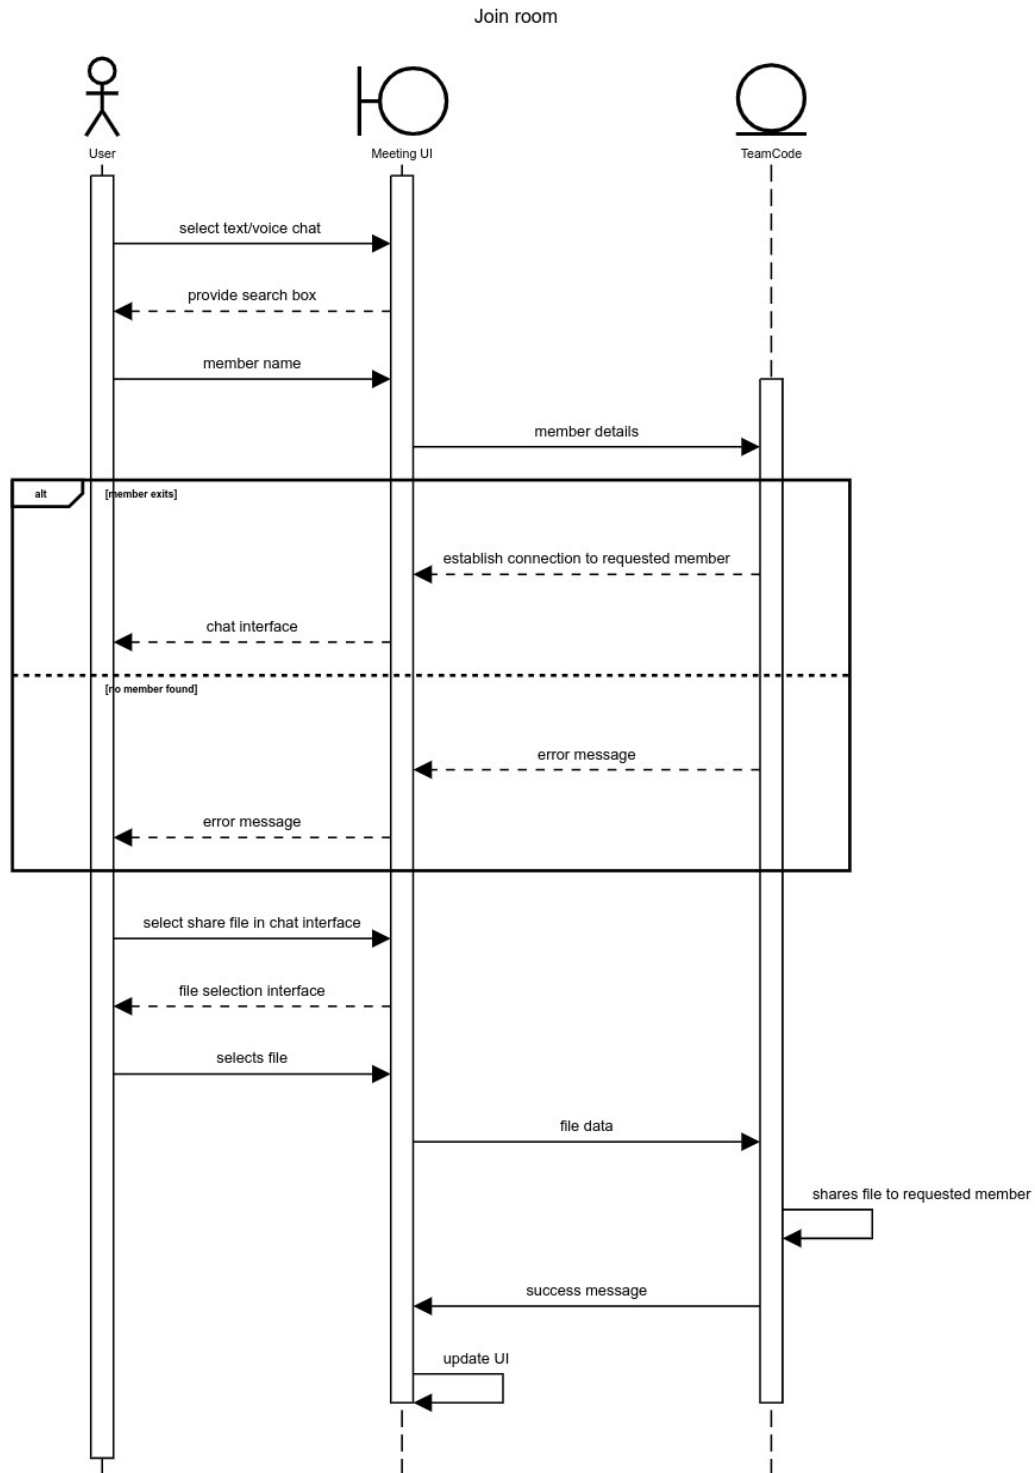 Join room
User
Meeting UI
TeamCode
select text/voice chat
provide search box
member name
member details
alt
[member exits]
establish connection to requested member
chat interface
[no member found]
error message
error message
select share file in chat interface
file selection interface
selects file
file data
shares file to requested member
success message
update UI